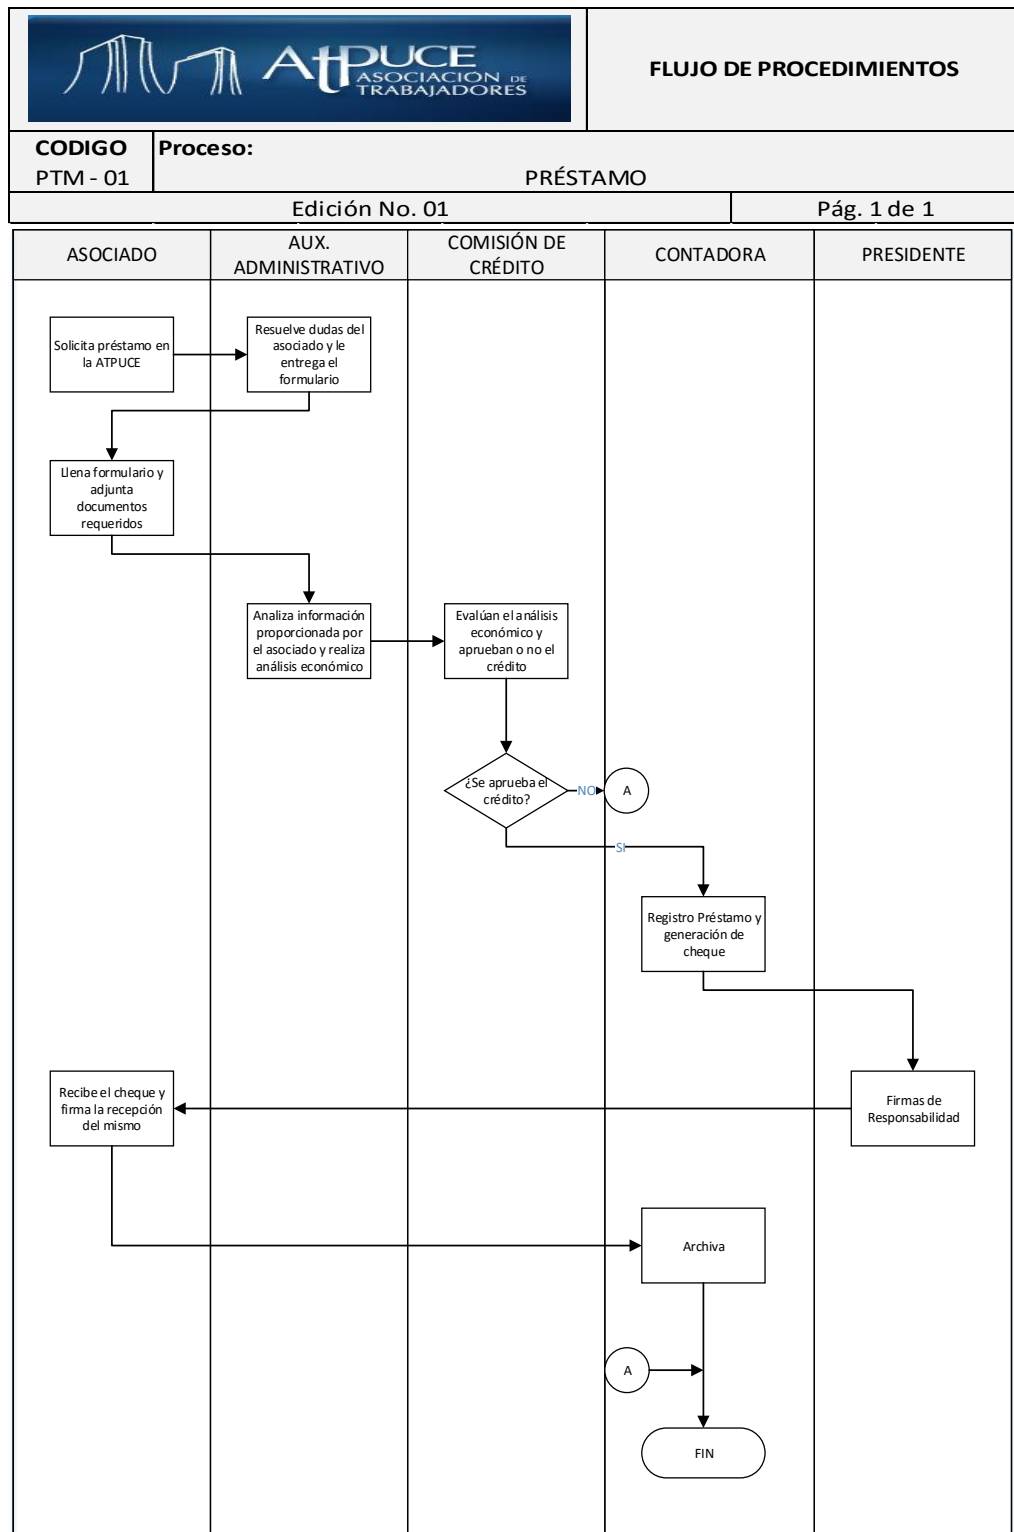 AtPUCE
ASOCIACIÓN DE
TRABAJADORES
FLUJO DE PROCEDIMIENTOS
CODIGO
PTM - 01
Proceso:
PRÉSTAMO
Edición No. 01
Pág. 1 de 1
ASOCIADO
AUX.
ADMINISTRATIVO
COMISIÓN DE
CRÉDITO
CONTADORA
PRESIDENTE
Solicita préstamo en
la ATPUCE
Resuelve dudas del
asociado y le
entrega el
formulario
Llena formulario y
adjunta
documentos
requeridos
Analiza información
proporcionada por
el asociado y realiza
análisis económico
Evalúan el análisis
económico y
aprueban o no el
crédito
¿Se aprueba el
crédito?
NO
A
SI
Registro Préstamo y
generación de
cheque
Recibe el cheque y
firma la recepción
del mismo
Firmas de
Responsabilidad
Archiva
A
FIN